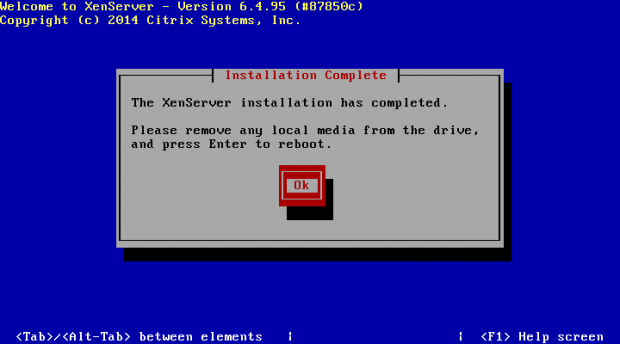 Welcome to XenServer - Version 6.4.95 (#87850c)
Copyright (c) 2014 Citrix Systems, Inc.
Installation Complete
The XenServer installation has completed.
Please remove any local media from the drive,
and press Enter to reboot.
Ok
<Tab>/<Alt-Tab> between elements | | <F1> Help screen